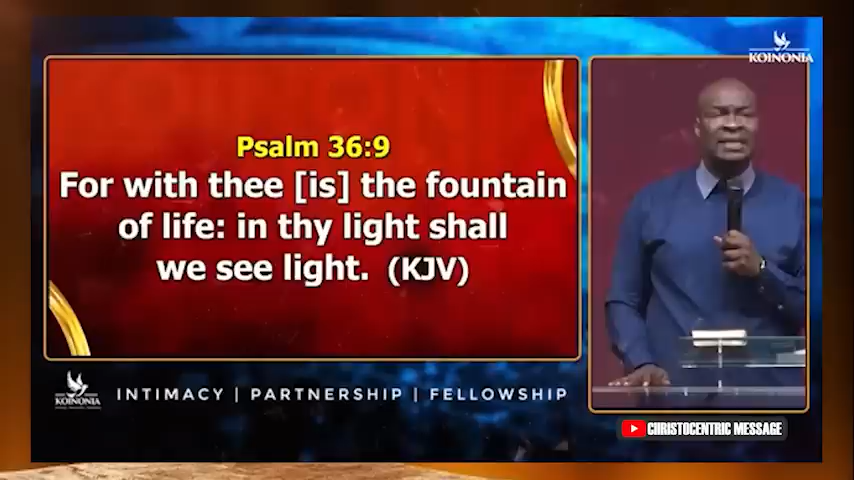 KOINONIA
Psalm 36:9
For with thee [is] the fountain
of life: in thy light shall
we see light. (KJV)
KOINONIA
INTIMACY | PARTNERSHIP | FELLOWSHIP
CHRISTOCENTRIC MESSAGE